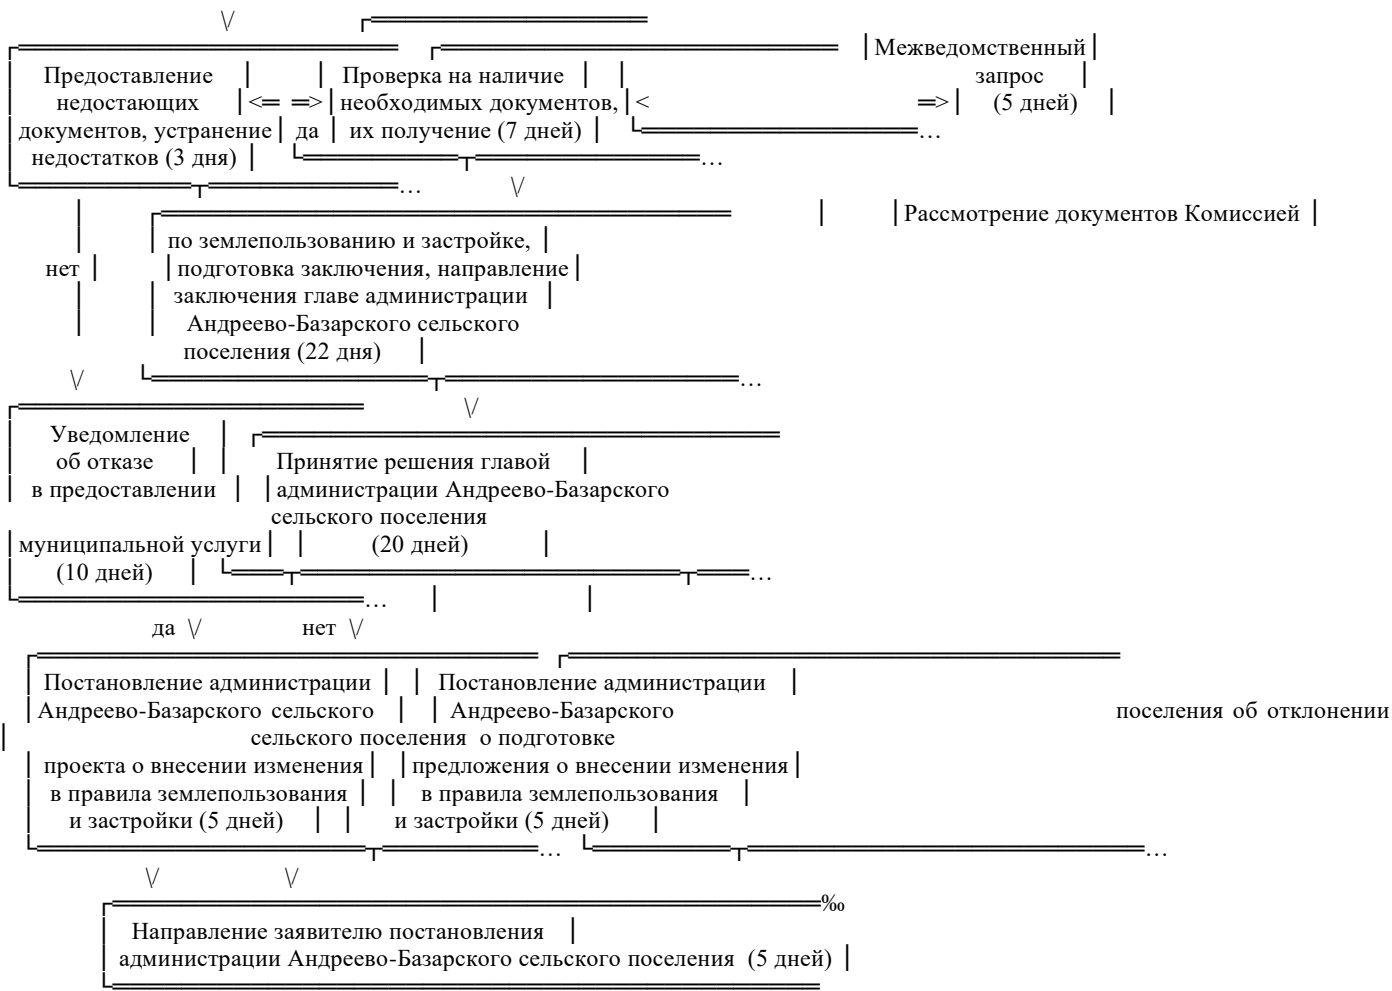 Межведомственный
Предоставление Проверка на наличие запрос
недостающих <═ ═> необходимых документов, < ═> (5 дней)
документов, устранение да их получение (7 дней)
недостатков (3 дня)
Рассмотрение документов Комиссией
по землепользованию и застройке,
нет подготовка заключения, направление
заключения главе администрации
Андреево-Базарского сельского
поселения (22 дня)
Уведомление
об отказе Принятие решения главой
в предоставлении администрации Андреево-Базарского
сельского поселения
муниципальной услуги (20 дней)
(10 дней)
да нет
Постановление администрации Постановление администрации
Андреево-Базарского сельского Андреево-Базарского поселения об отклонении
сельского поселения о подготовке
проекта о внесении изменения предложения о внесении изменения
в правила землепользования в правила землепользования
и застройки (5 дней) и застройки (5 дней)
‰
Направление заявителю постановления
администрации Андреево-Базарского сельского поселения (5 дней)